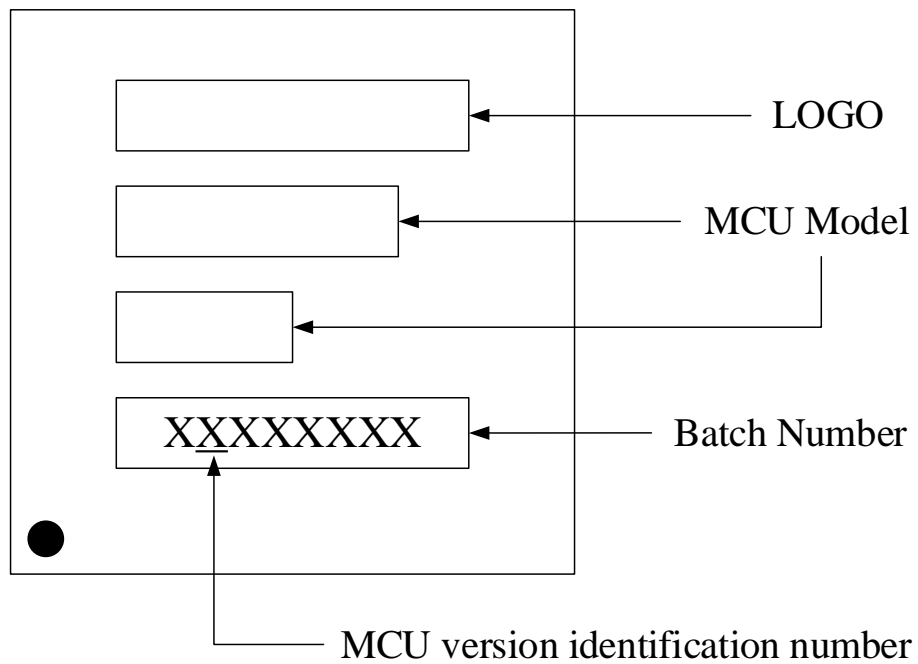 LOGO
MCU Model
XXXXXXXX
Batch Number
MCU version identification number